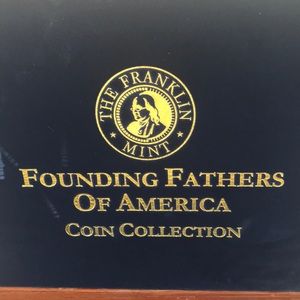 THE FRANKLIN
MINT
FOUNDING FATHERS
OF AMERICA
COIN COLLECTION